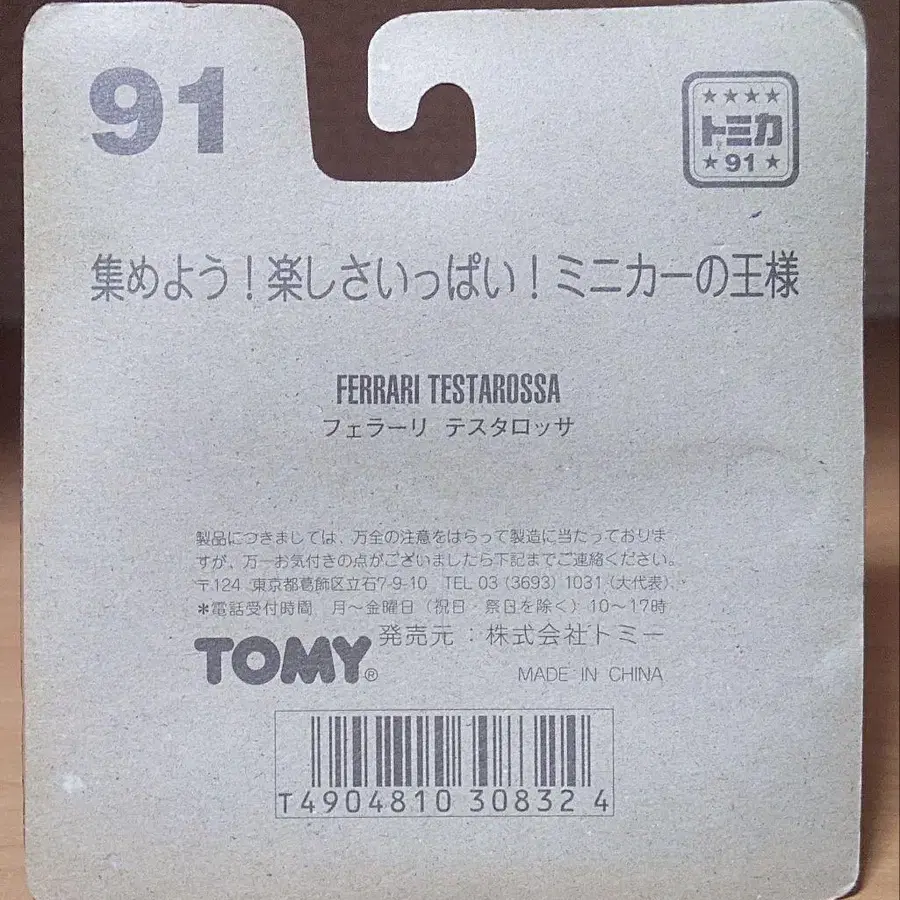 91
★★★★
トミカ
★91★
集めよう！楽しさいっぱい！ミニカーの王様
FERRARI TESTAROSSA
フェラーリ テスタロッサ
製品につきましては、万全の注意をはらって製造に当たっておりま
すが、万一お気付きの点がございましたら下記までご連絡ください。
〒124 東京都葛飾区立石7-9-10 TEL 03 (3693) 1031 (大代表)
＊電話受付時間 月〜金曜日（祝日・祭日を除く）10〜17時
TOMY® 発売元：株式会社トミー
MADE IN CHINA
T4904810 30832 4